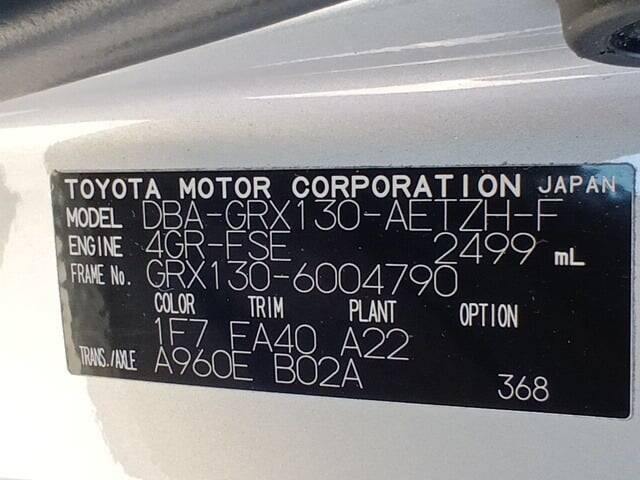 TOYOTA MOTOR CORPORATION JAPAN
MODEL DBA-GRX130-AETZH-F
ENGINE 4GR-FSE 2499 mL
FRAME No. GRX130-6004790
COLOR TRIM PLANT OPTION
1F7 FA40 A22
TRANS./AXLE A960E B02A
368